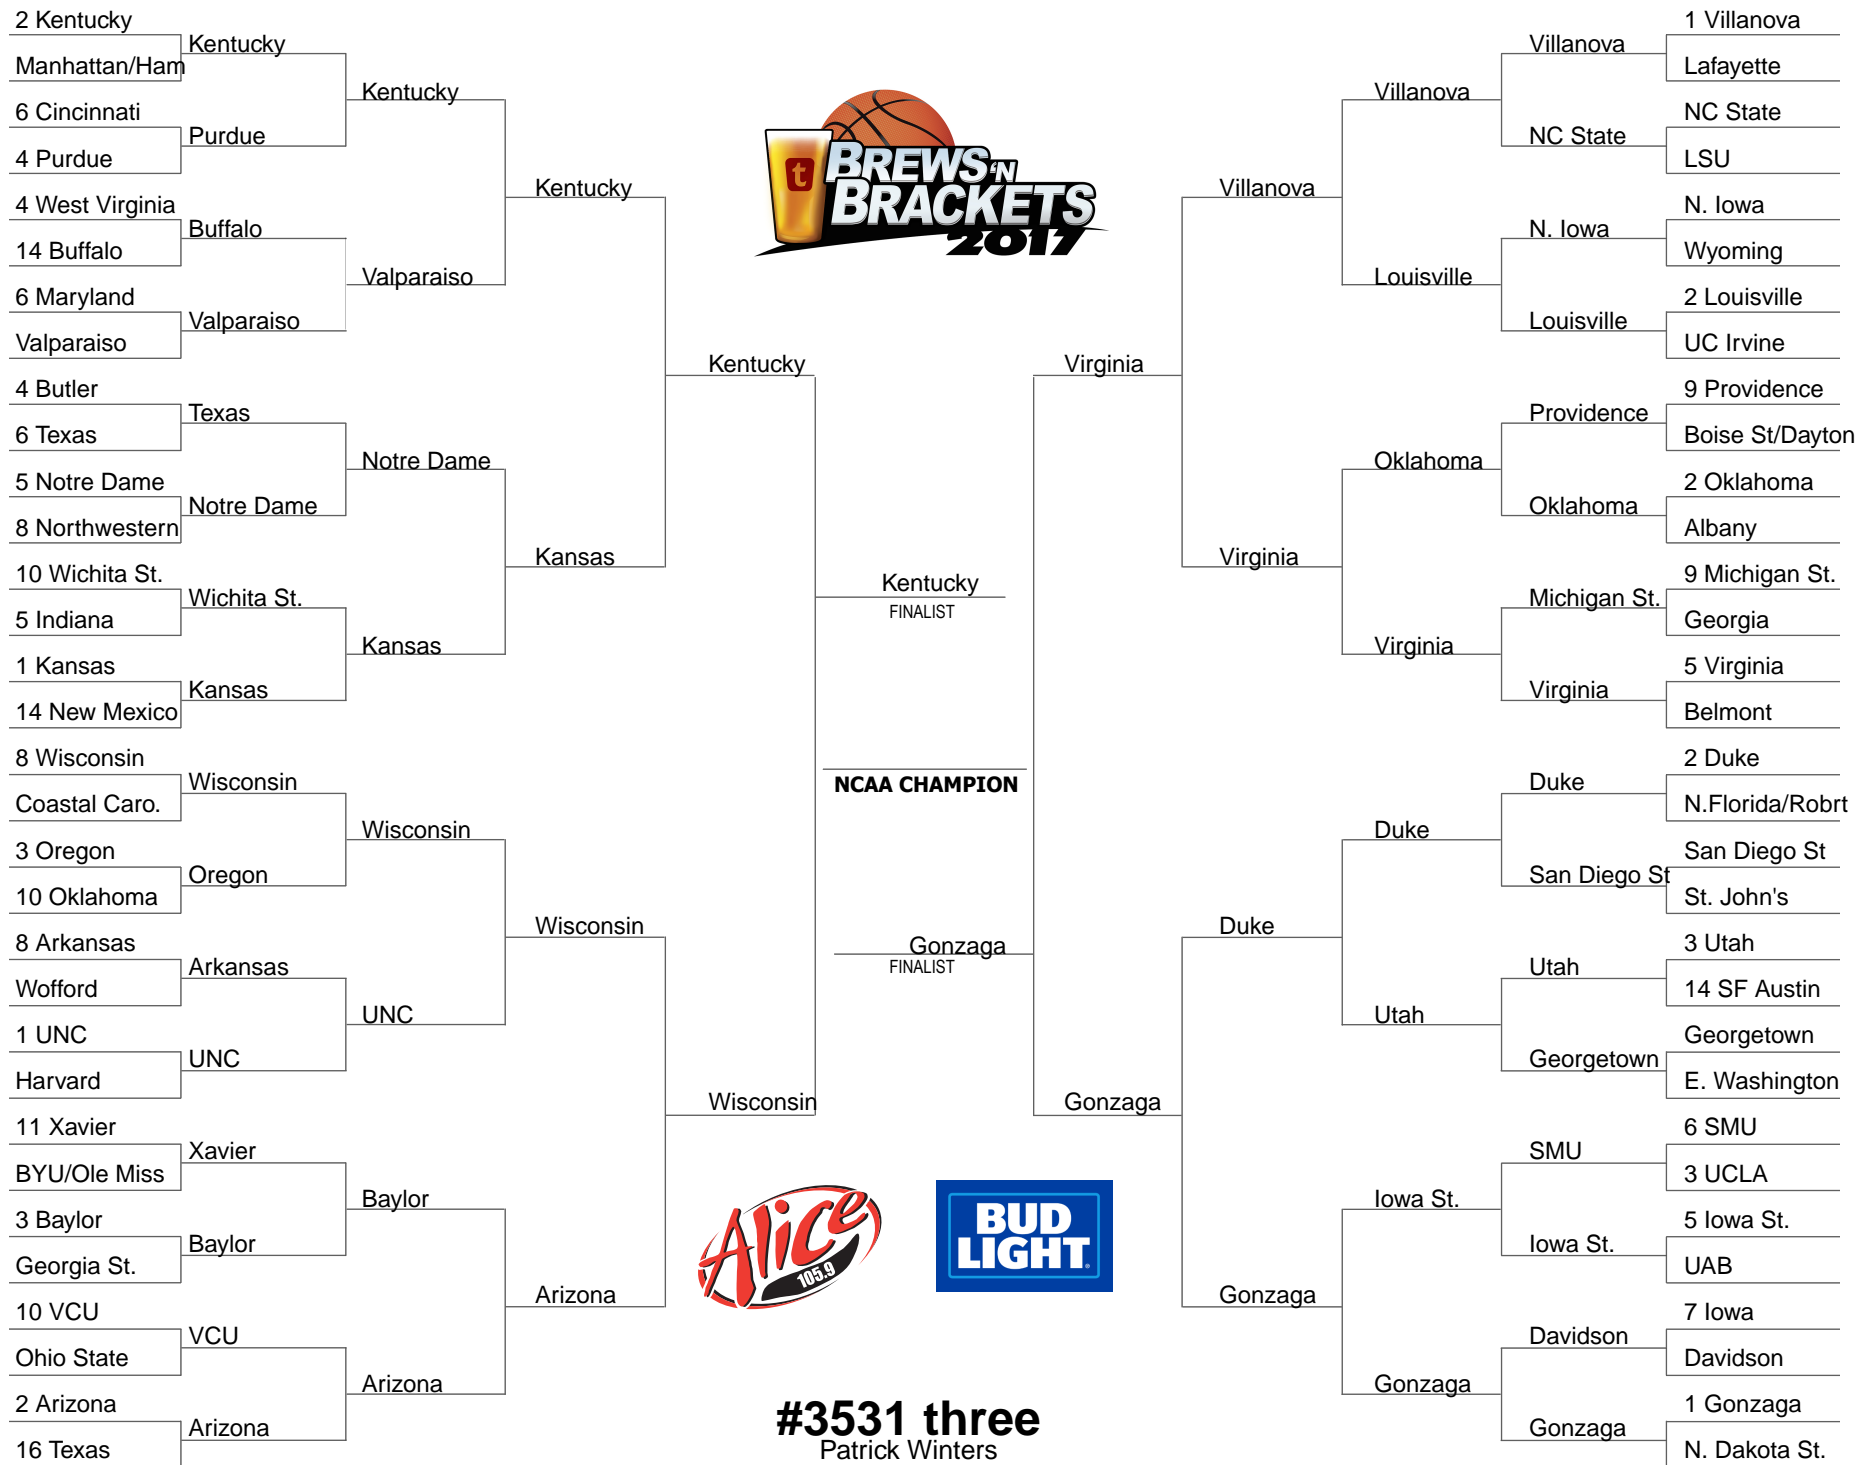 2 Kentucky
Manhattan/Ham
6 Cincinnati
4 Purdue
4 West Virginia
14 Buffalo
6 Maryland
Valparaiso
4 Butler
6 Texas
5 Notre Dame
8 Northwestern
10 Wichita St.
5 Indiana
1 Kansas
14 New Mexico
8 Wisconsin
Coastal Caro.
3 Oregon
10 Oklahoma
8 Arkansas
Wofford
1 UNC
Harvard
11 Xavier
BYU/Ole Miss
3 Baylor
Georgia St.
10 VCU
Ohio State
2 Arizona
16 Texas
Kentucky
Purdue
Buffalo
Valparaiso
Texas
Notre Dame
Wichita St.
Kansas
Wisconsin
Oregon
Arkansas
UNC
Xavier
Baylor
VCU
Arizona
Kentucky
Valparaiso
Notre Dame
Kansas
Wisconsin
UNC
Baylor
Arizona
Kentucky
Kansas
Wisconsin
Arizona
Kentucky
Wisconsin
t
BREWS 'N
BRACKETS
2017
Kentucky
FINALIST
NCAA CHAMPION
Gonzaga
FINALIST
Alice
105.9
BUD
LIGHT
#3531 three
Patrick Winters
Virginia
Gonzaga
Villanova
Virginia
Duke
Gonzaga
Villanova
Louisville
Oklahoma
Virginia
Duke
Utah
Iowa St.
Gonzaga
Villanova
NC State
N. Iowa
Louisville
Providence
Oklahoma
Michigan St.
Virginia
Duke
San Diego St
Utah
Georgetown
SMU
Iowa St.
Davidson
Gonzaga
1 Villanova
Lafayette
NC State
LSU
N. Iowa
Wyoming
2 Louisville
UC Irvine
9 Providence
Boise St/Dayton
2 Oklahoma
Albany
9 Michigan St.
Georgia
5 Virginia
Belmont
2 Duke
N.Florida/Robrt
San Diego St
St. John's
3 Utah
14 SF Austin
Georgetown
E. Washington
6 SMU
3 UCLA
5 Iowa St.
UAB
7 Iowa
Davidson
1 Gonzaga
N. Dakota St.